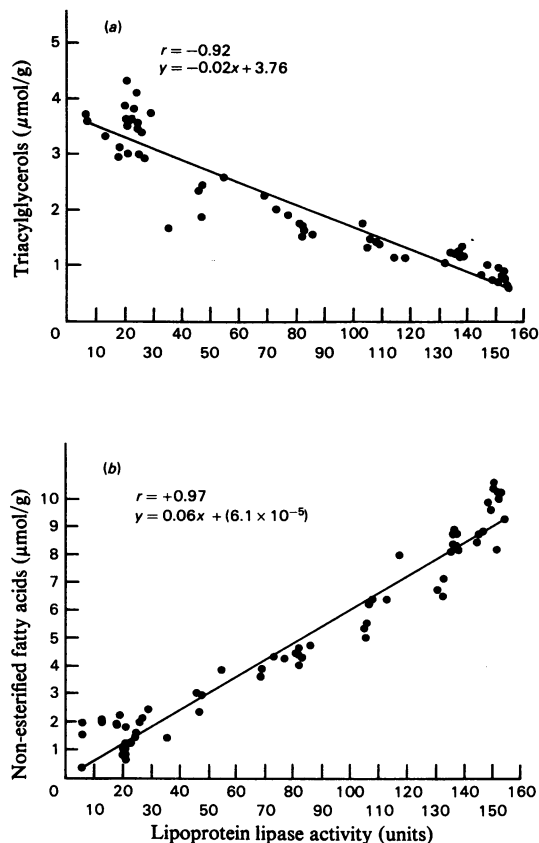 (a)
r = −0.92
y = −0.02x + 3.76
Triacylglycerols (μmol/g)
5
4
3
2
1
0 20 40 60 80 100 120 140 160
10 30 50 70 90 110 130 150
(b)
r = +0.97
y = 0.06x + (6.1 × 10⁻⁵)
Non-esterified fatty acids (μmol/g)
10
9
8
7
6
5
4
3
2
1
0 20 40 60 80 100 120 140 160
10 30 50 70 90 110 130 150
Lipoprotein lipase activity (units)